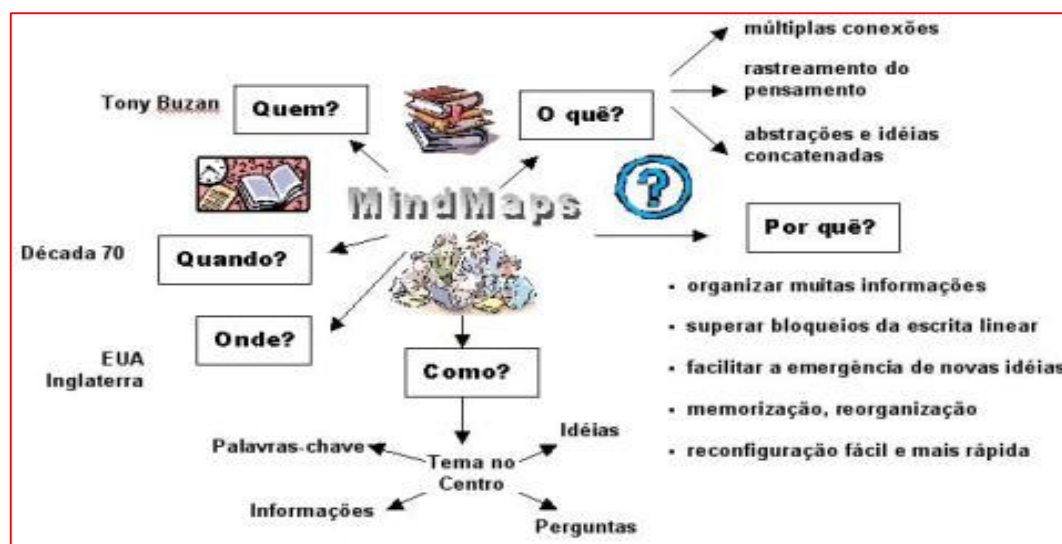 MindMaps
Quem?
Tony Buzan
O quê?
múltiplas conexões
rastreamento do
pensamento
abstrações e idéias
concatenadas
Quando?
Década 70
Por quê?
- organizar muitas informações
- superar bloqueios da escrita linear
- facilitar a emergência de novas idéias
- memorização, reorganização
- reconfiguração fácil e mais rápida
Onde?
EUA
Inglaterra
Como?
Tema no
Centro
Palavras-chave
Idéias
Informações
Perguntas